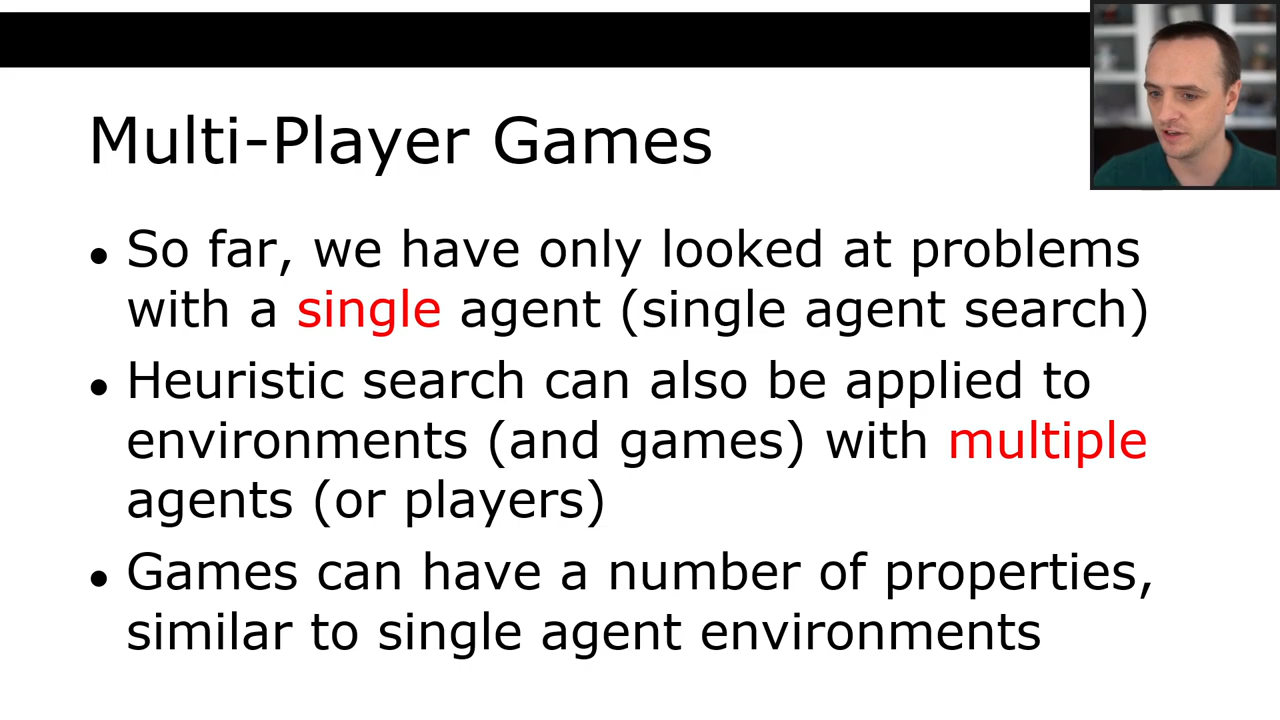 Multi-Player Games
• So far, we have only looked at problems
with a single agent (single agent search)
• Heuristic search can also be applied to
environments (and games) with multiple
agents (or players)
• Games can have a number of properties,
similar to single agent environments